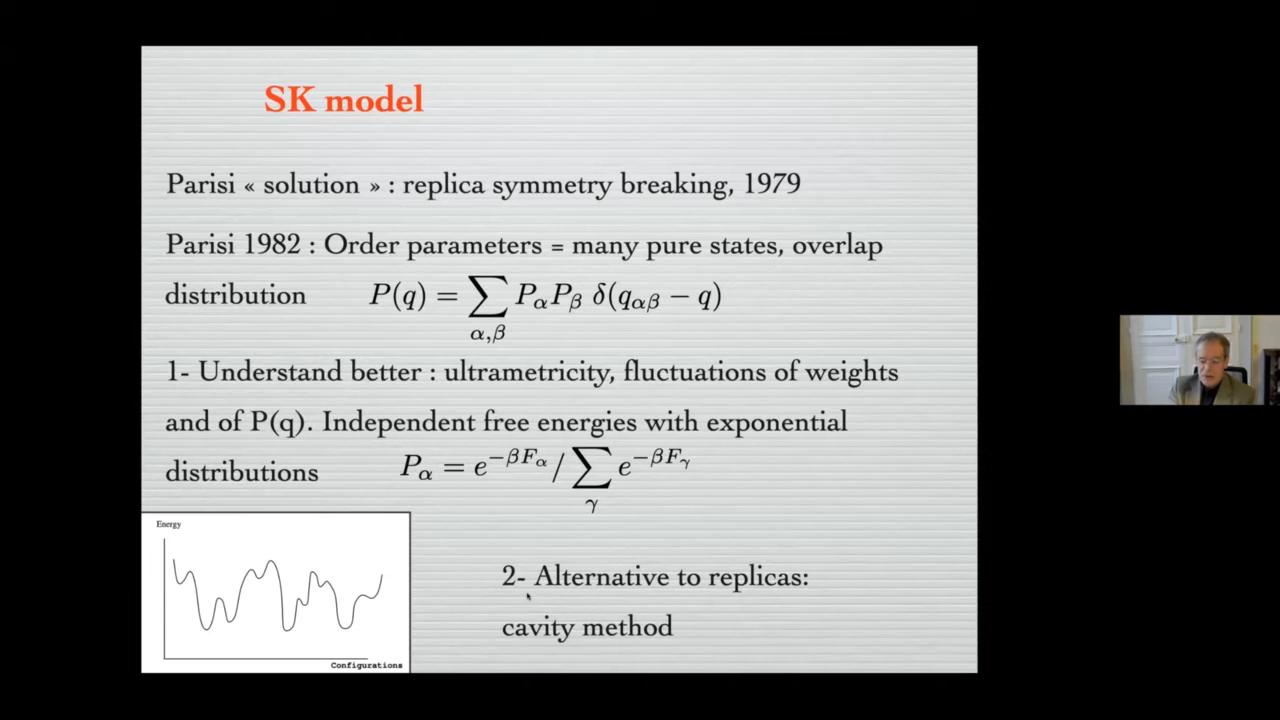 SK model
Parisi « solution » : replica symmetry breaking, 1979
Parisi 1982 : Order parameters = many pure states, overlap
distribution P(q) = ∑_{α,β} P_α P_β δ(q_{αβ} − q)
1- Understand better : ultrametricity, fluctuations of weights
and of P(q). Independent free energies with exponential
distributions P_α = e^{−βF_α} / ∑_γ e^{−βF_γ}
Energy
Configurations
2- Alternative to replicas:
cavity method